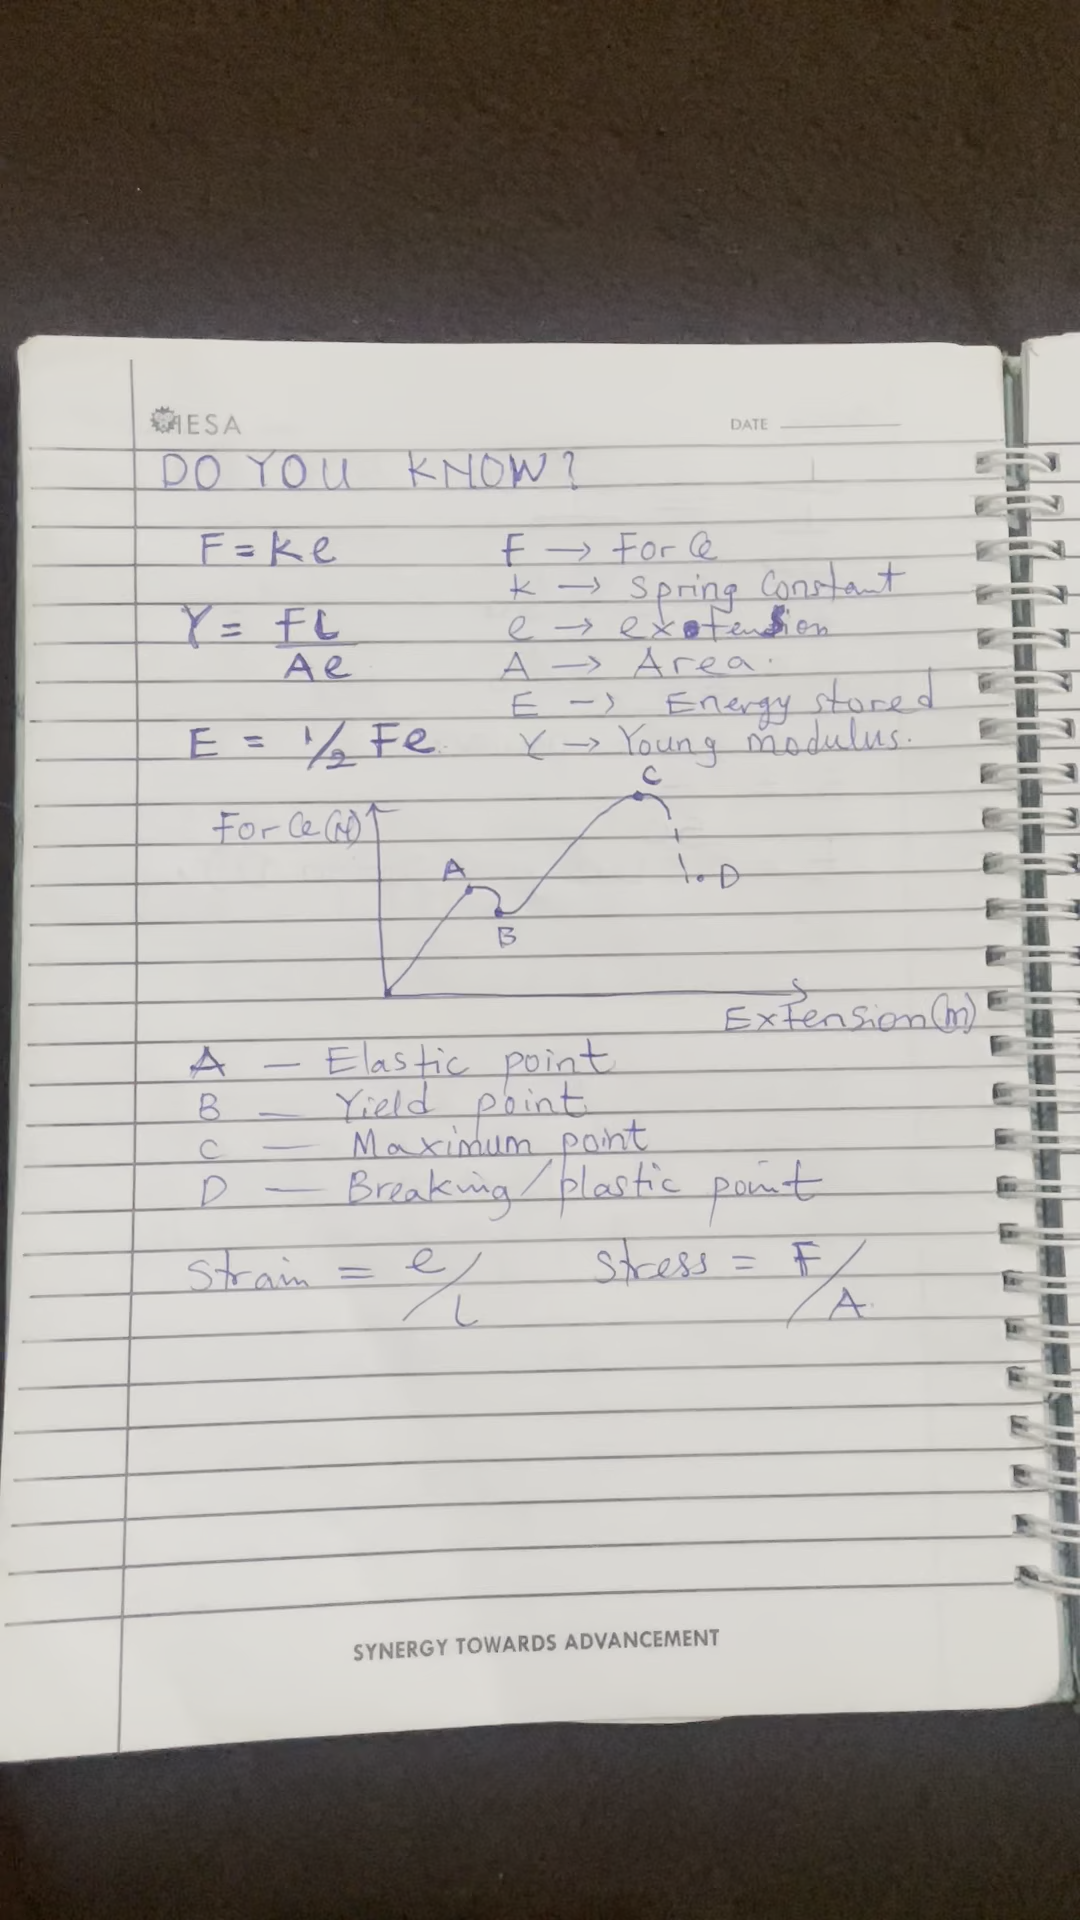 IESA
DATE
DO YOU KNOW?
F = Ke F → Force
K → Spring Constant
Y = FL / Ae e → extension
A → Area.
E → Energy stored
E = 1/2 Fe. Y → Young modulus.
C
Force (N)
A
D
B
Extension (m)
A — Elastic point
B — Yield point
C — Maximum point
D — Breaking/plastic point
Strain = e/L Stress = F/A.
SYNERGY TOWARDS ADVANCEMENT